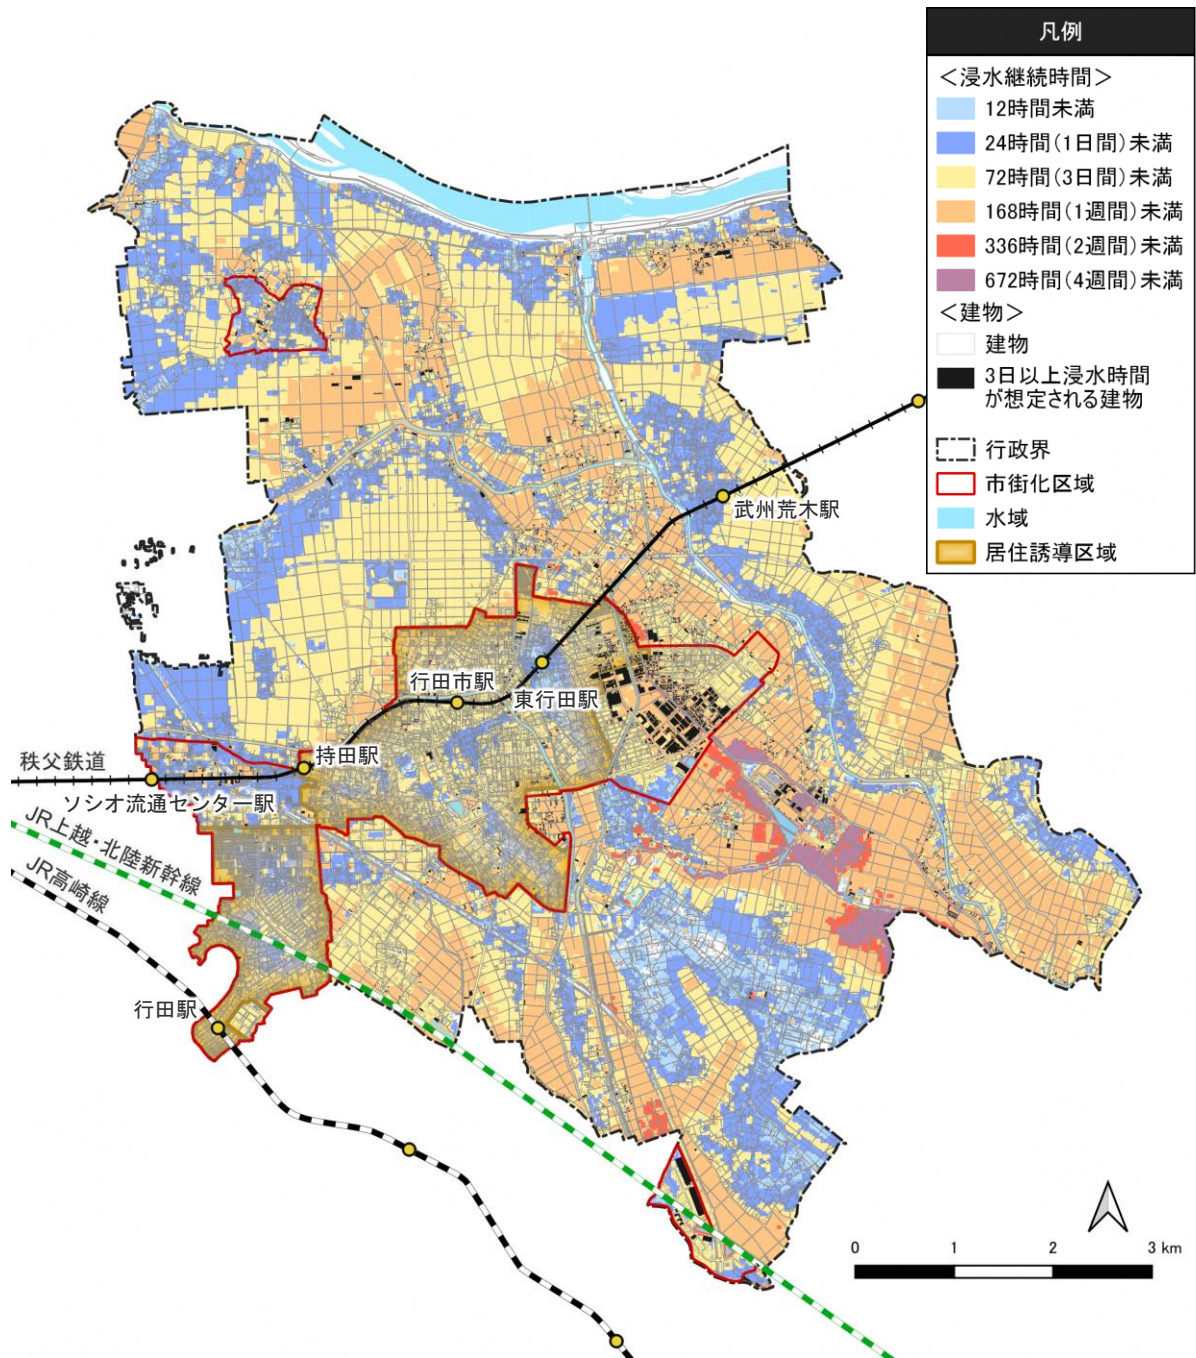 凡例
<浸水継続時間>
12時間未満
24時間(1日間)未満
72時間(3日間)未満
168時間(1週間)未満
336時間(2週間)未満
672時間(4週間)未満
<建物>
建物
3日以上浸水時間
が想定される建物
行政界
市街化区域
水域
居住誘導区域
武州荒木駅
行田市駅
東行田駅
持田駅
秩父鉄道
ソシオ流通センター駅
JR上越・北陸新幹線
JR高崎線
行田駅
0 1 2 3 km